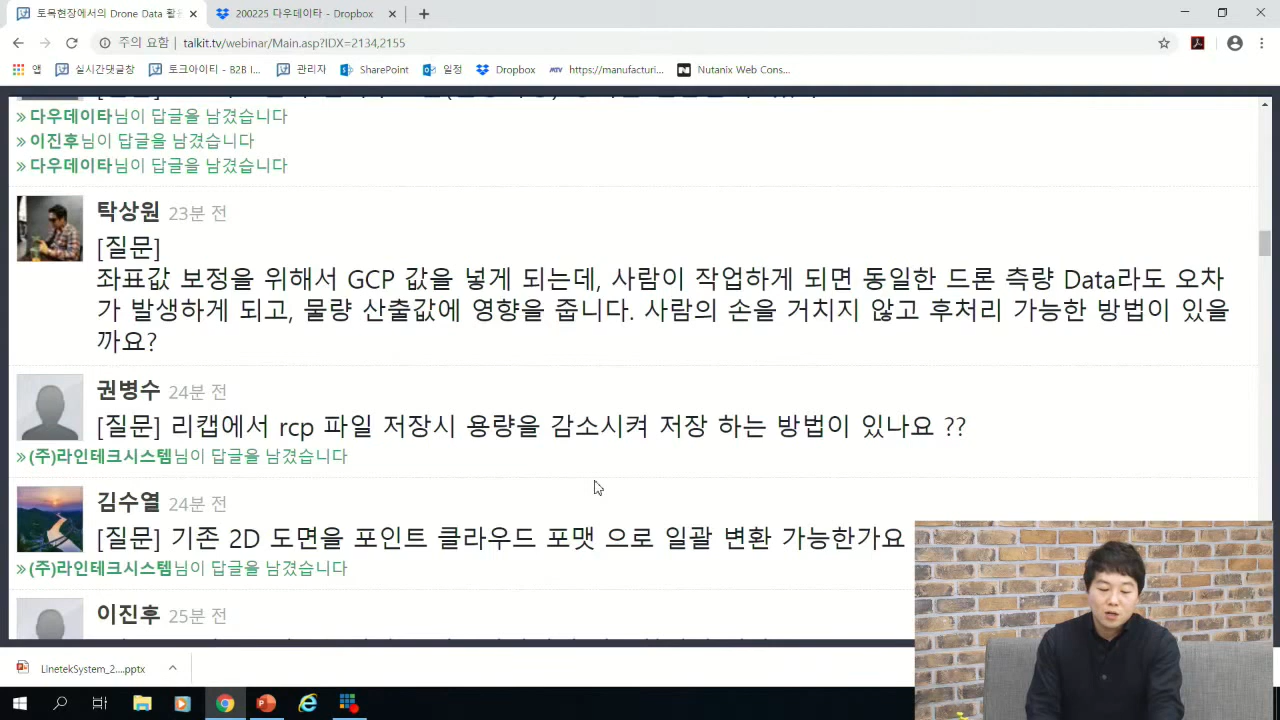 토목현장에서의 Drone Data 활
200225 다우데이타 - Dropbox
주의 요함 | talkit.tv/webinar/Main.asp?IDX=2134,2155
앱
실시간댓글창
토크아이티 - B2B I...
관리자
SharePoint
일정
Dropbox
https://manufacturi...
Nutanix Web Cons...
» 다우데이타님이 답글을 남겼습니다
» 이진후님이 답글을 남겼습니다
» 다우데이타님이 답글을 남겼습니다
탁상원 23분 전
[질문]
좌표값 보정을 위해서 GCP 값을 넣게 되는데, 사람이 작업하게 되면 동일한 드론 측량 Data라도 오차
가 발생하게 되고, 물량 산출값에 영향을 줍니다. 사람의 손을 거치지 않고 후처리 가능한 방법이 있을
까요?
권병수 24분 전
[질문] 리캡에서 rcp 파일 저장시 용량을 감소시켜 저장 하는 방법이 있나요 ??
» (주)라인테크시스템님이 답글을 남겼습니다
김수열 24분 전
[질문] 기존 2D 도면을 포인트 클라우드 포맷 으로 일괄 변환 가능한가요
» (주)라인테크시스템님이 답글을 남겼습니다
이진후 25분 전
LInetekSystem_2....pptx